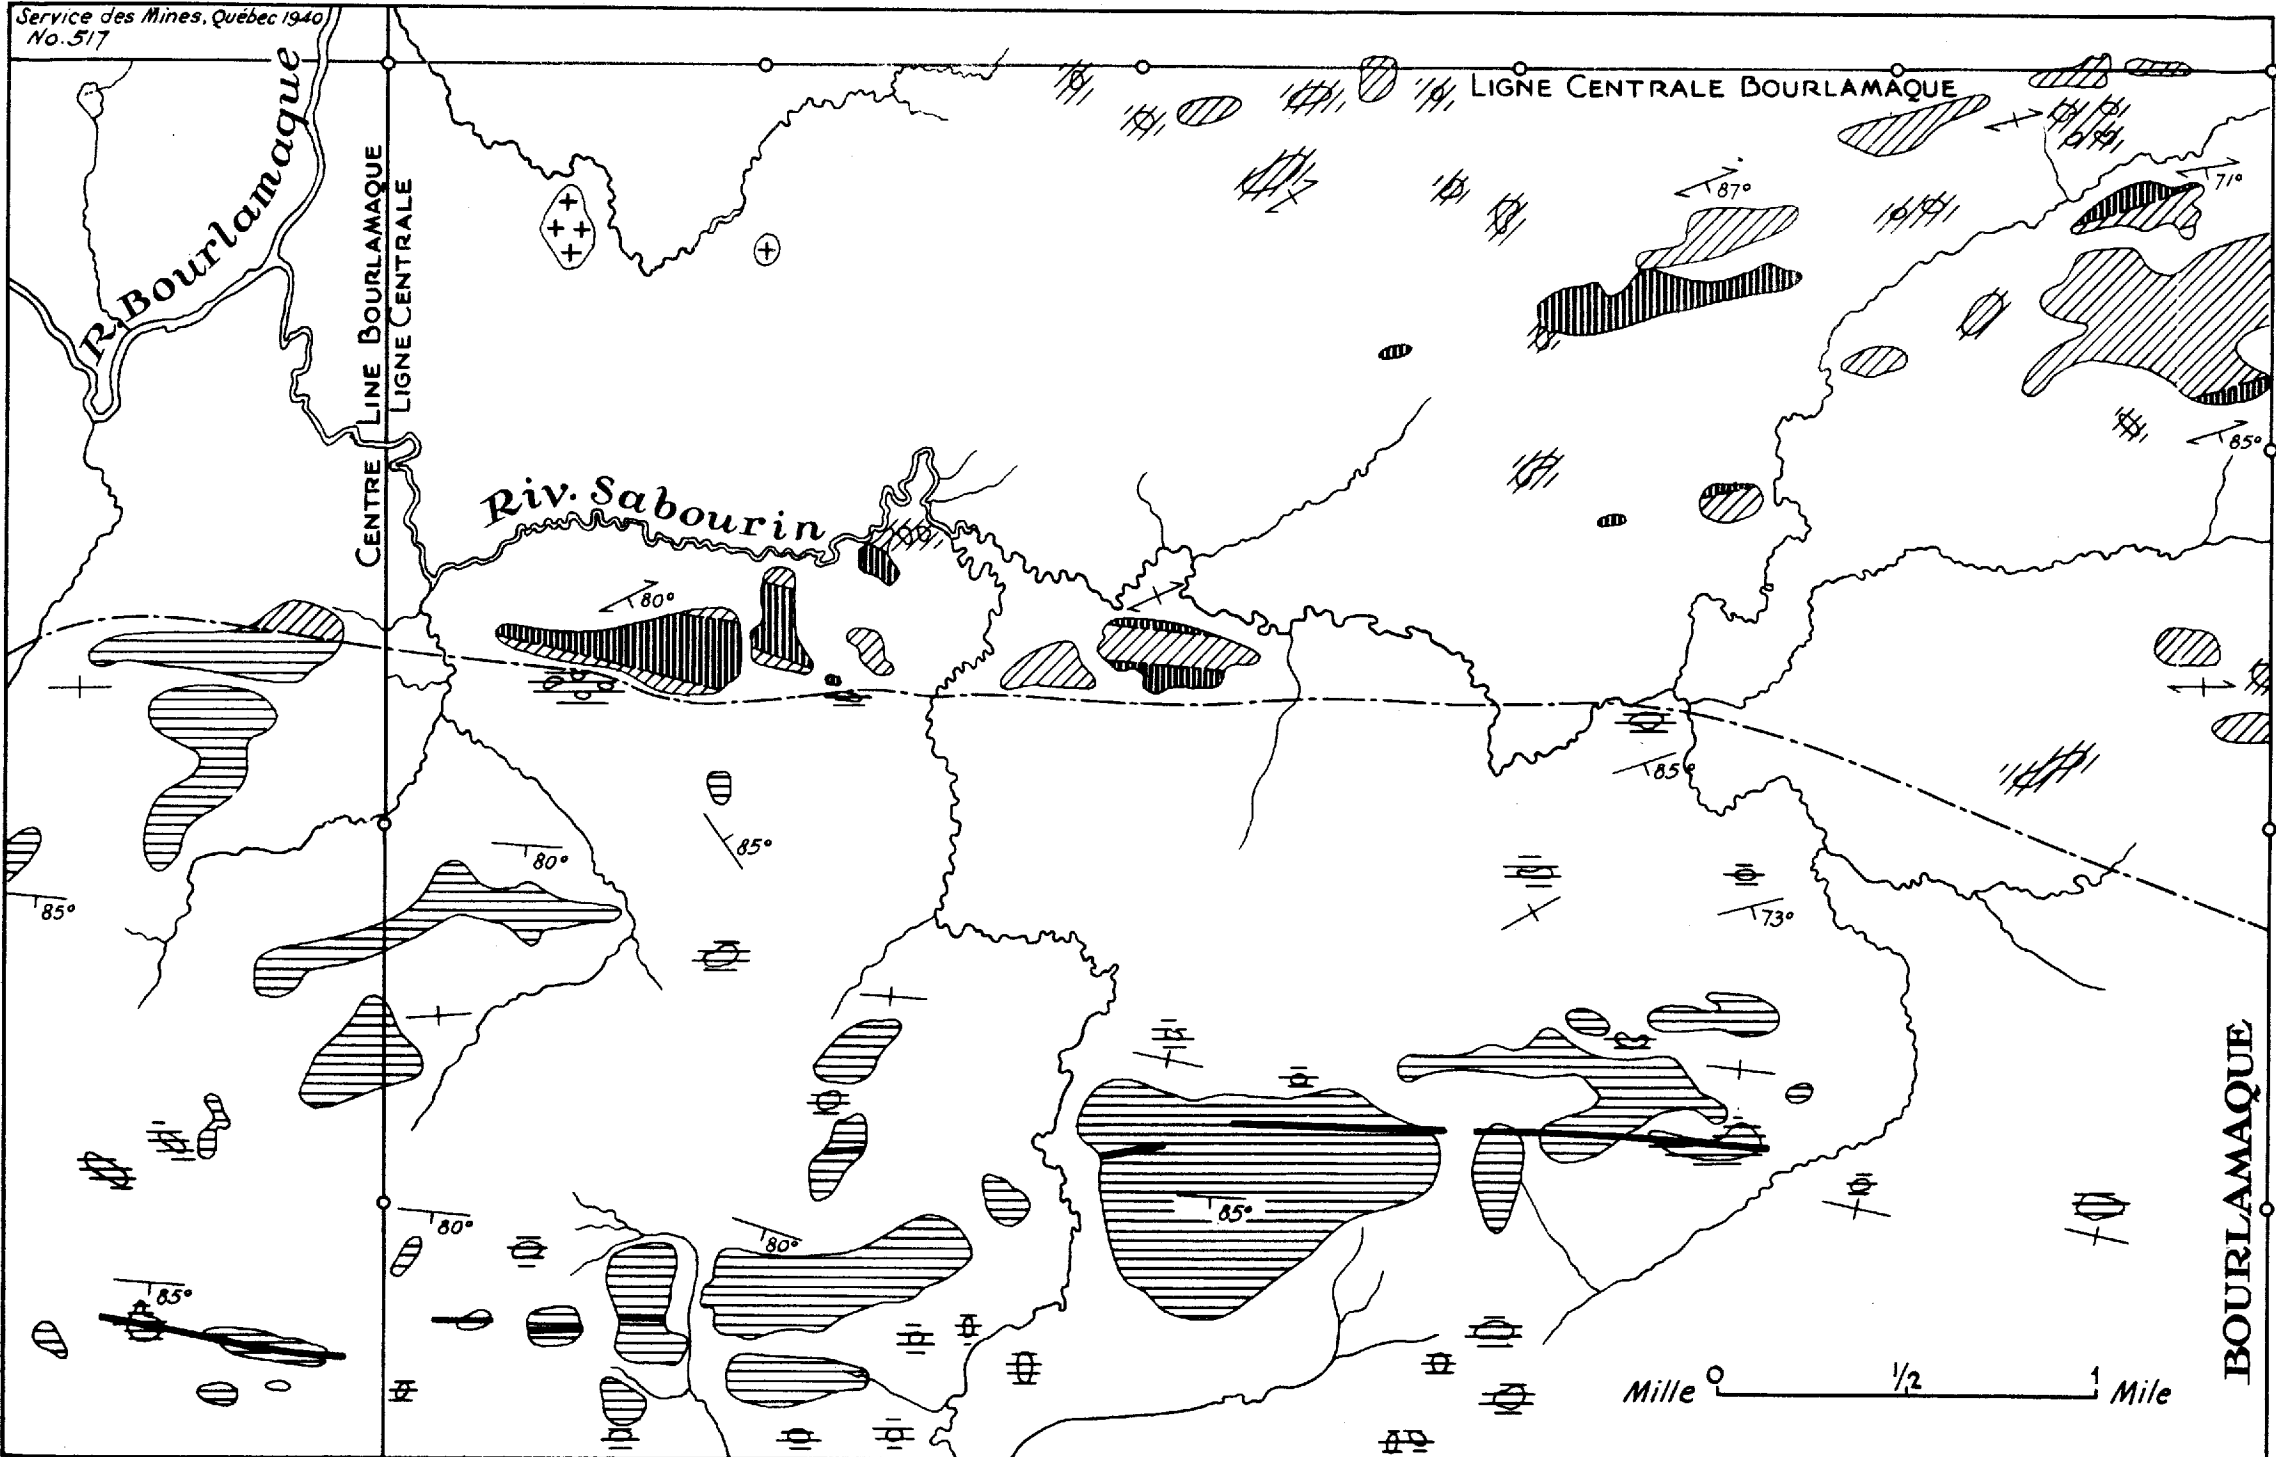 Service des Mines, Québec 1940
No. 517
R. Bourlamaque
CENTRE LINE BOURLAMAQUE
LIGNE CENTRALE
LIGNE CENTRALE BOURLAMAQUE
87°
71°
85°
Riv. Sabourin
80°
85°
85°
80°
85°
73°
80°
80°
85°
85°
BOURLAMAQUE
Mille 0 1/2 1 Mile